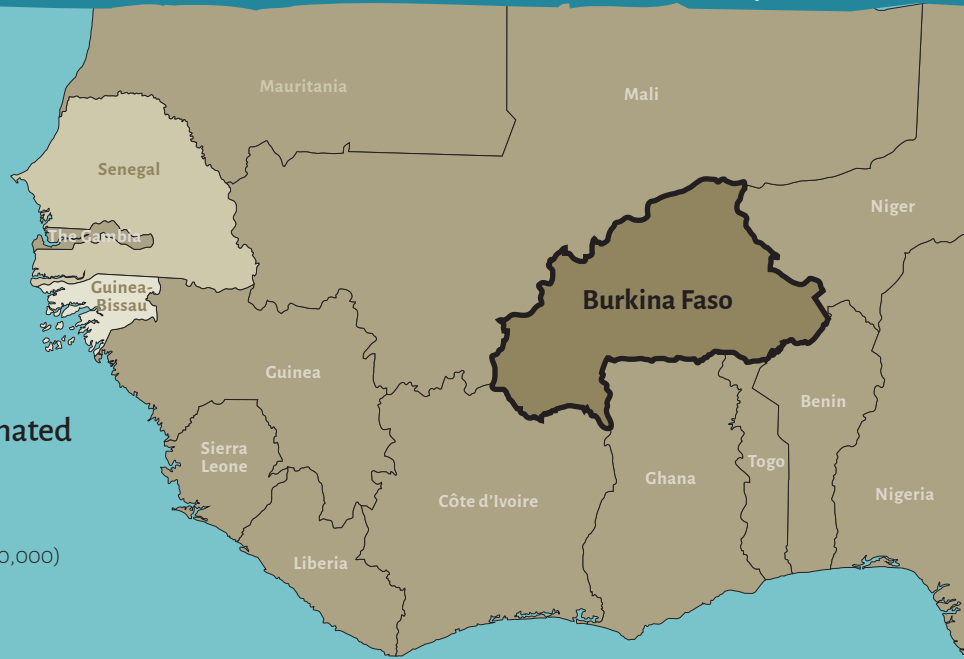 Mauritania
Mali
Senegal
Niger
The Gambia
Guinea-
Bissau
Burkina Faso
Guinea
Benin
nated
Sierra
Leone
Togo
Ghana
Côte d'Ivoire
Nigeria
0,000)
Liberia